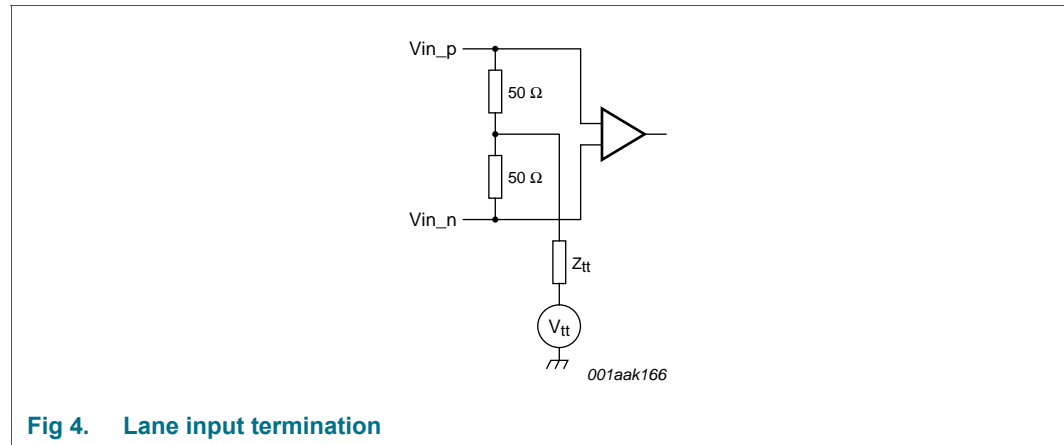 Vin_p
50 Ω
50 Ω
Vin_n
Ztt
Vtt
001aak166
Fig 4. Lane input termination